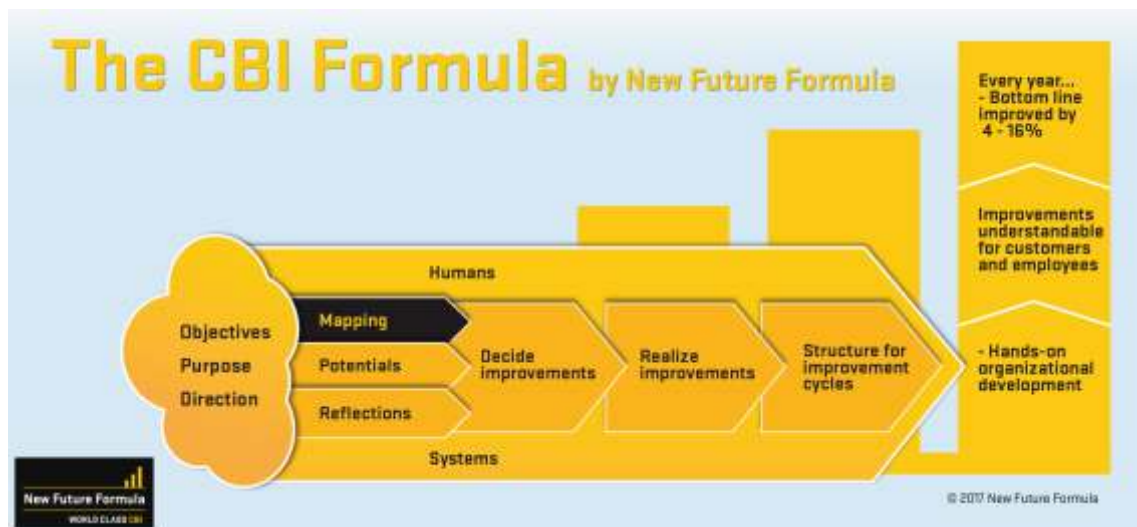 The CBI Formula by New Future Formula
Every year...
- Bottom line
improved by
4 - 16%
Improvements
understandable
for customers
and employees
- Hands-on
organizational
development
Humans
Objectives
Purpose
Direction
Mapping
Potentials
Reflections
Decide
improvements
Realize
improvements
Structure for
improvement
cycles
Systems
New Future Formula
WORLD CLASS CBI
© 2017 New Future Formula